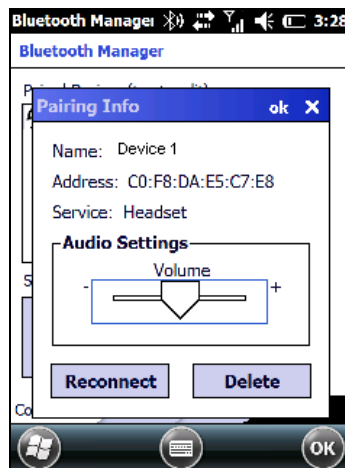 Bluetooth Manager 3:28
Bluetooth Manager
Pairing Info ok X
Name: Device 1
Address: C0:F8:DA:E5:C7:E8
Service: Headset
Audio Settings
Volume
- +
Reconnect Delete
Co
OK